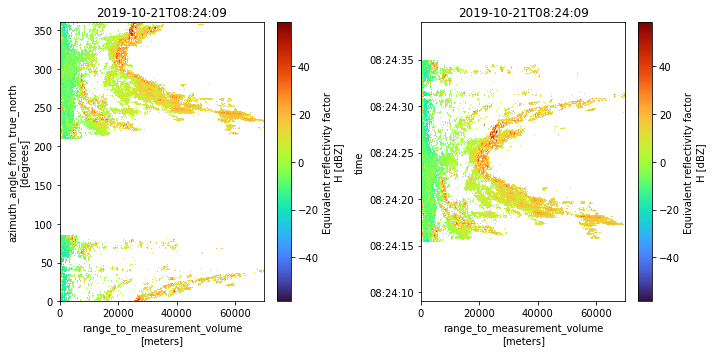 2019-10-21T08:24:09
350
300
250
200
150
100
50
0
azimuth_angle_from_true_north
[degrees]
0
20000
40000
60000
range_to_measurement_volume
[meters]
40
20
0
−20
−40
Equivalent reflectivity factor
H [dBZ]
2019-10-21T08:24:09
08:24:35
08:24:30
08:24:25
08:24:20
08:24:15
08:24:10
time
0
20000
40000
60000
range_to_measurement_volume
[meters]
40
20
0
−20
−40
Equivalent reflectivity factor
H [dBZ]